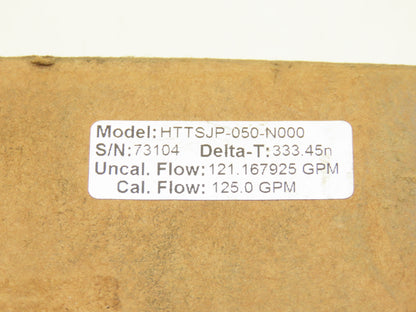 Model:HTTSJP-050-N000
S/N:73104 Delta-T:333.45n
Uncal. Flow:121.167925 GPM
Cal. Flow:125.0 GPM